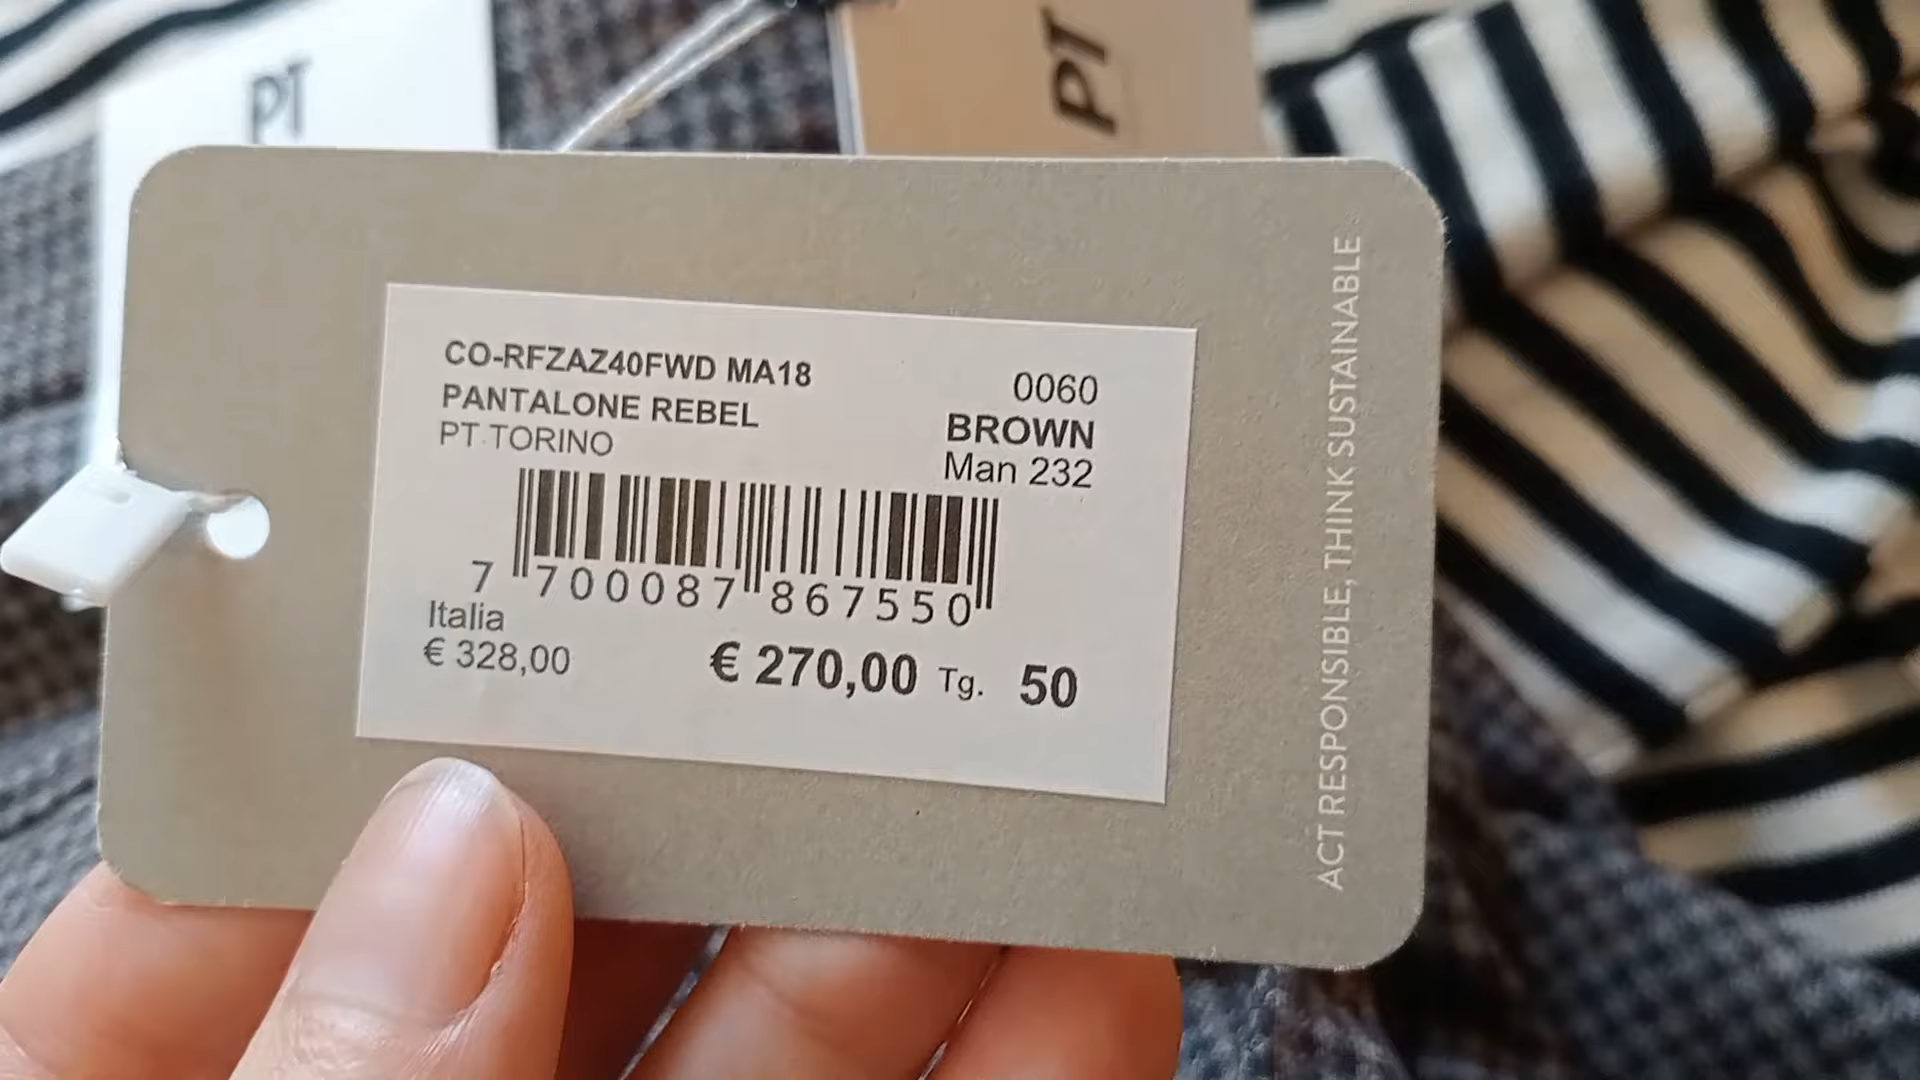 PT
PT
CO-RFZAZ40FWD MA18
PANTALONE REBEL
PT TORINO
0060
BROWN
Man 232
7 700087 867550
Italia
€ 328,00
€ 270,00 Tg. 50
ACT RESPONSIBLE, THINK SUSTAINABLE.